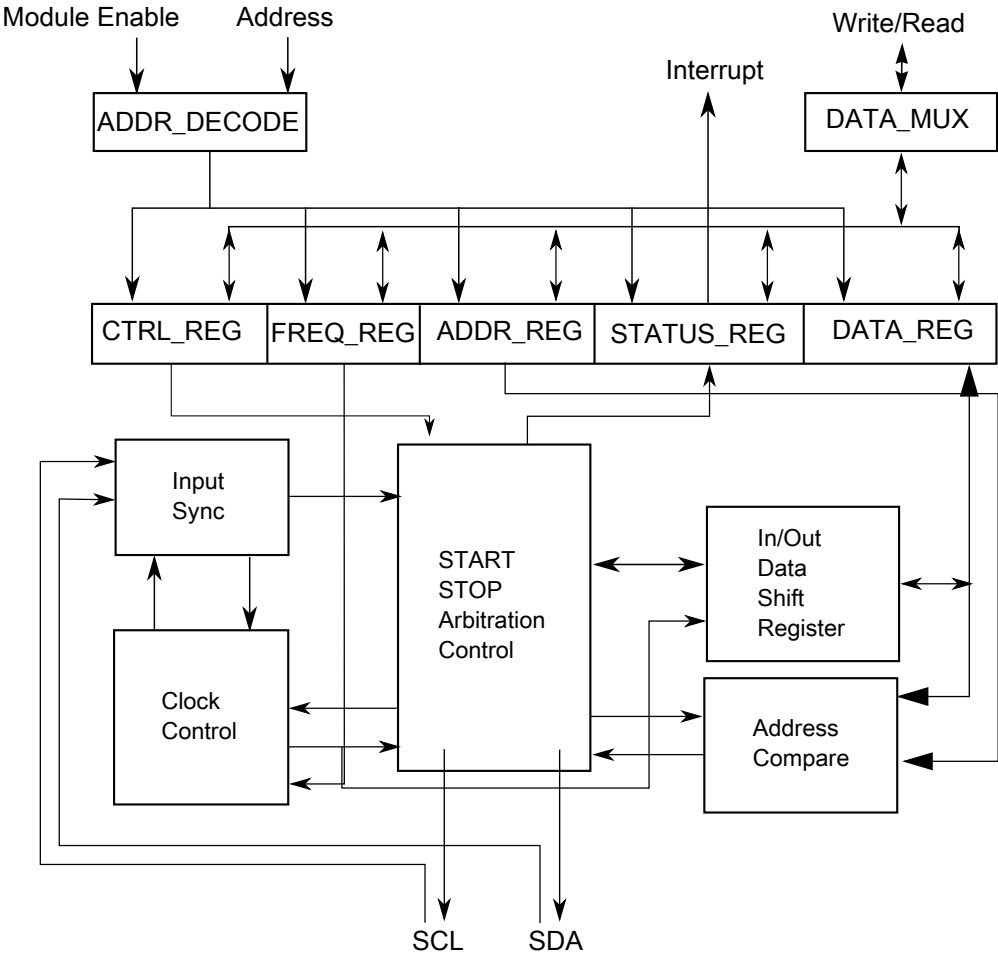 Module Enable
Address
Write/Read
Interrupt
ADDR_DECODE
DATA_MUX
CTRL_REG
FREQ_REG
ADDR_REG
STATUS_REG
DATA_REG
Input
Sync
START
STOP
Arbitration
Control
In/Out
Data
Shift
Register
Clock
Control
Address
Compare
SCL
SDA